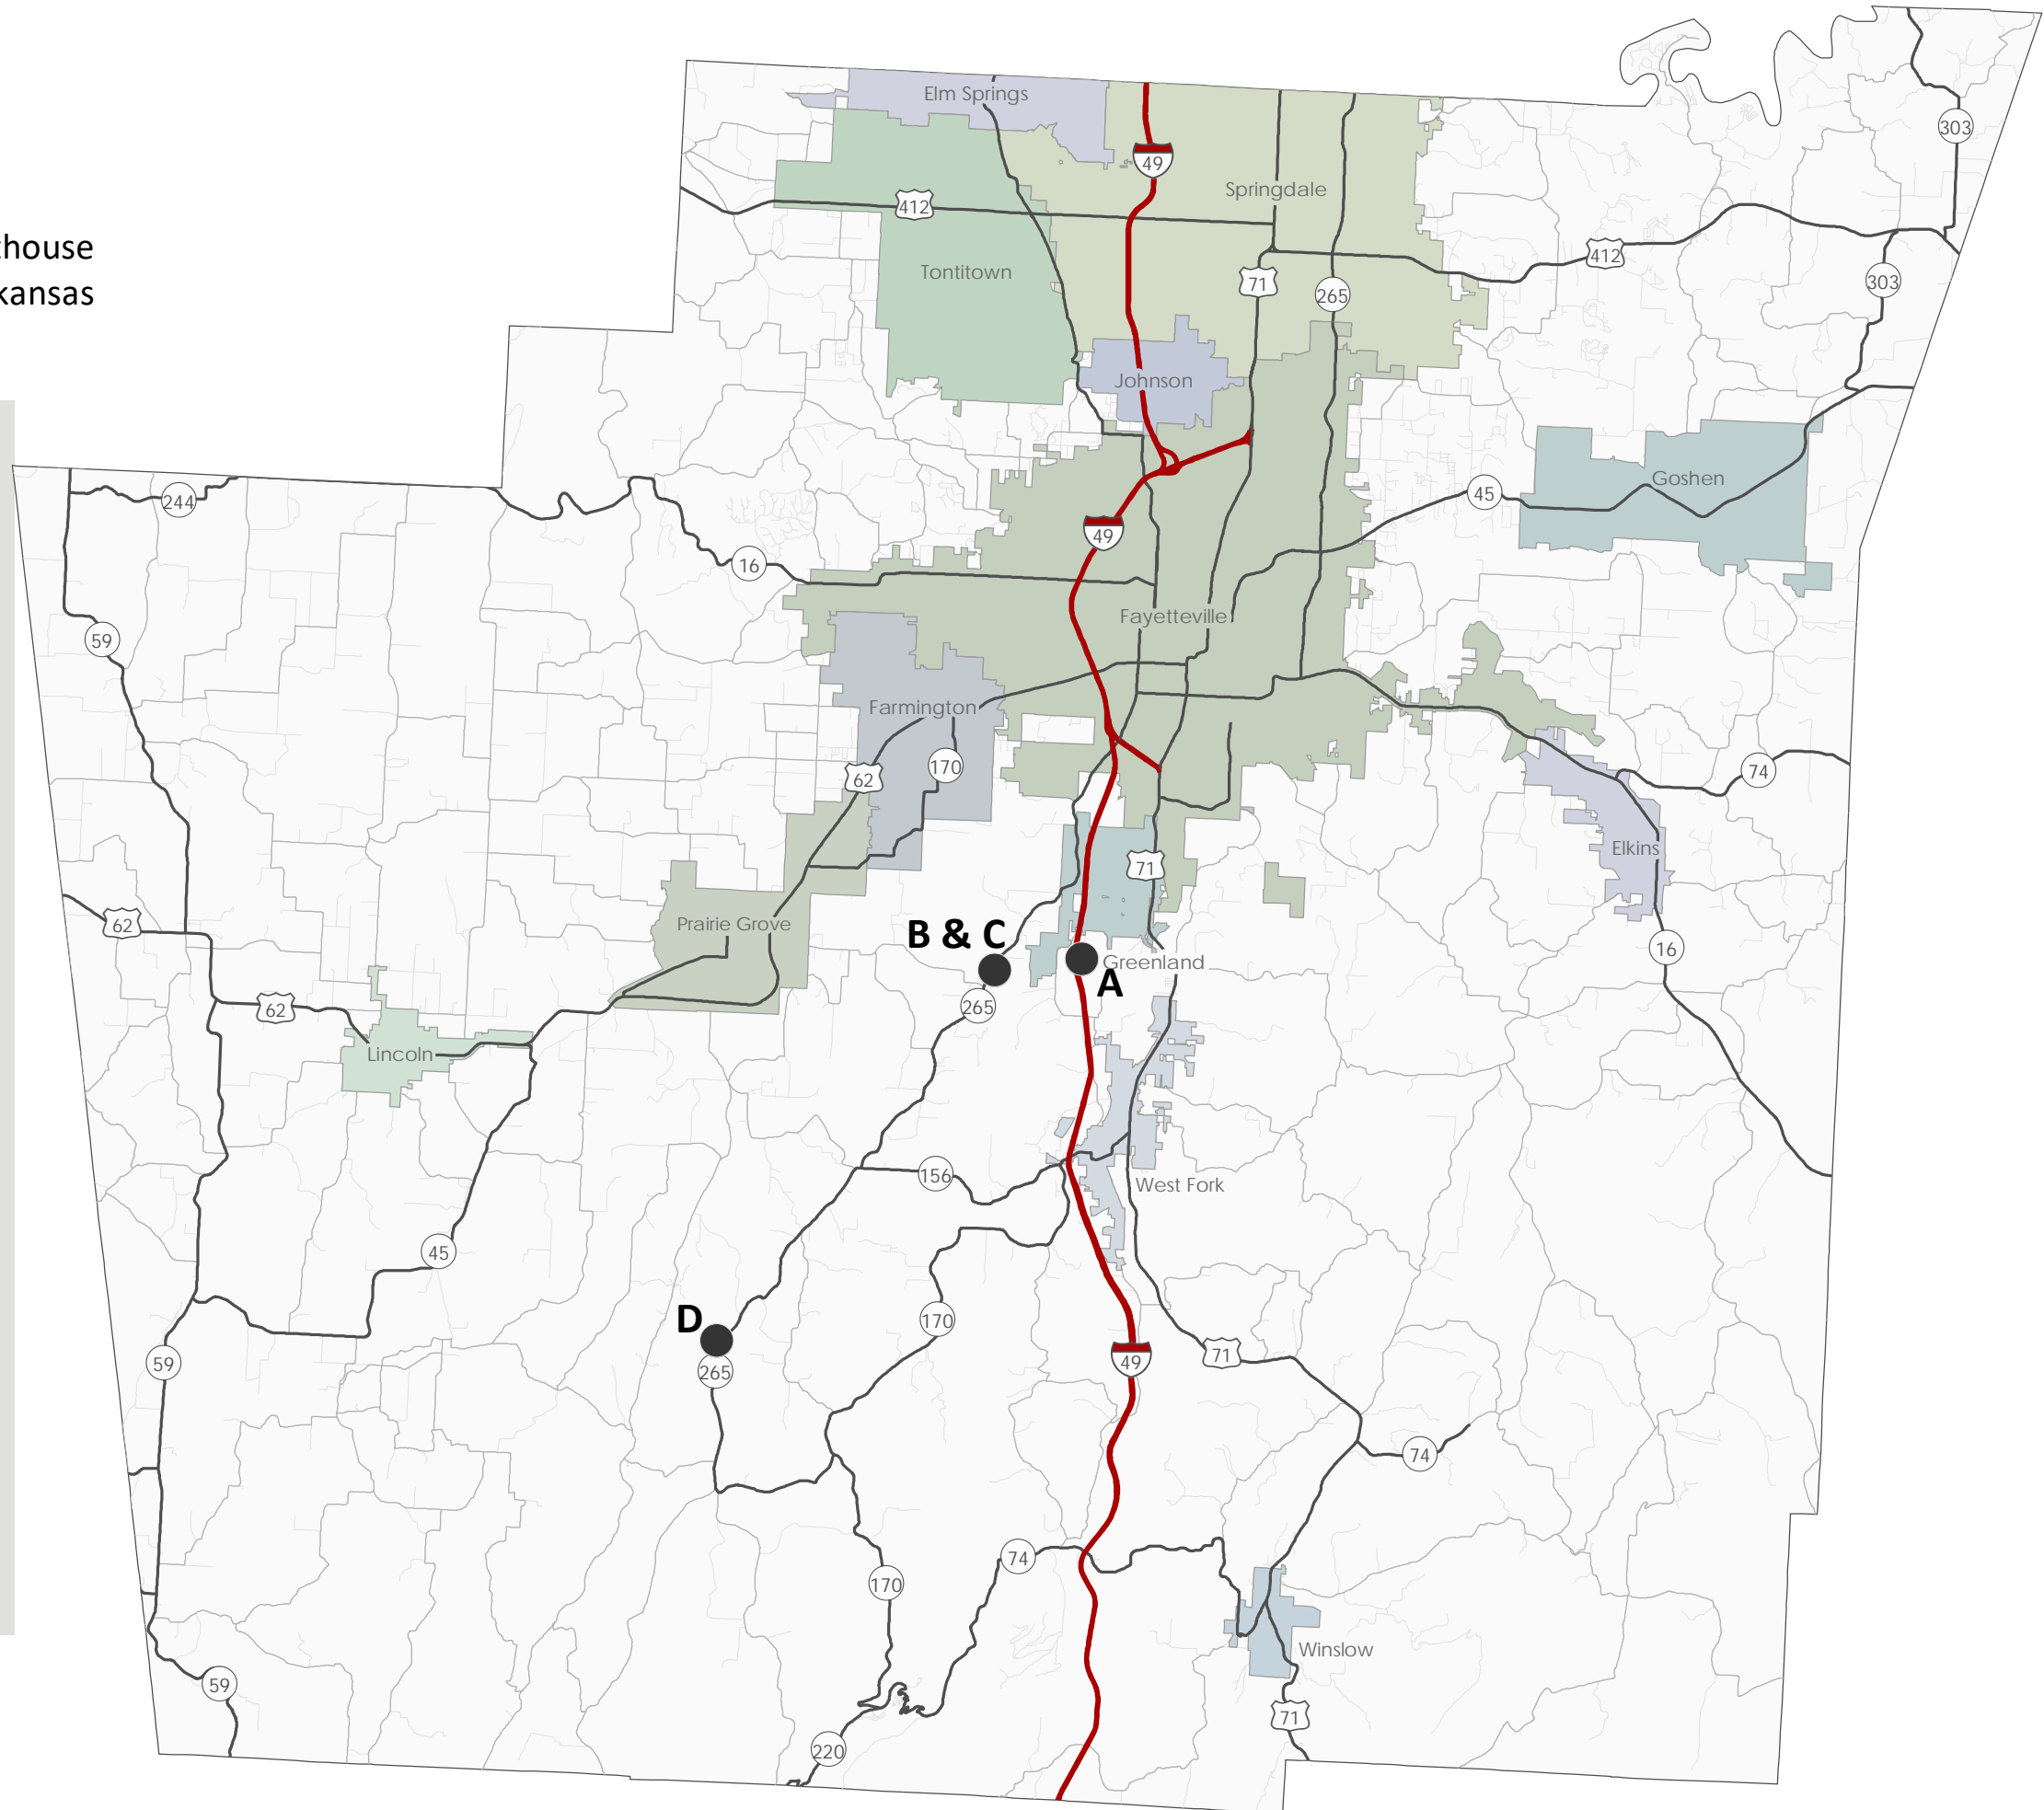 Elm Springs
303
49
Springdale
412
house
Tontitown
412
71
265
303
kansas
Johnson
Goshen
45
244
49
16
Fayetteville
59
Farmington
62
170
74
71
Elkins
62
Prairie Grove
B & C
16
Greenland
A
265
62
Lincoln
156
West Fork
45
D
170
59
265
49
71
74
74
170
Winslow
59
71
220